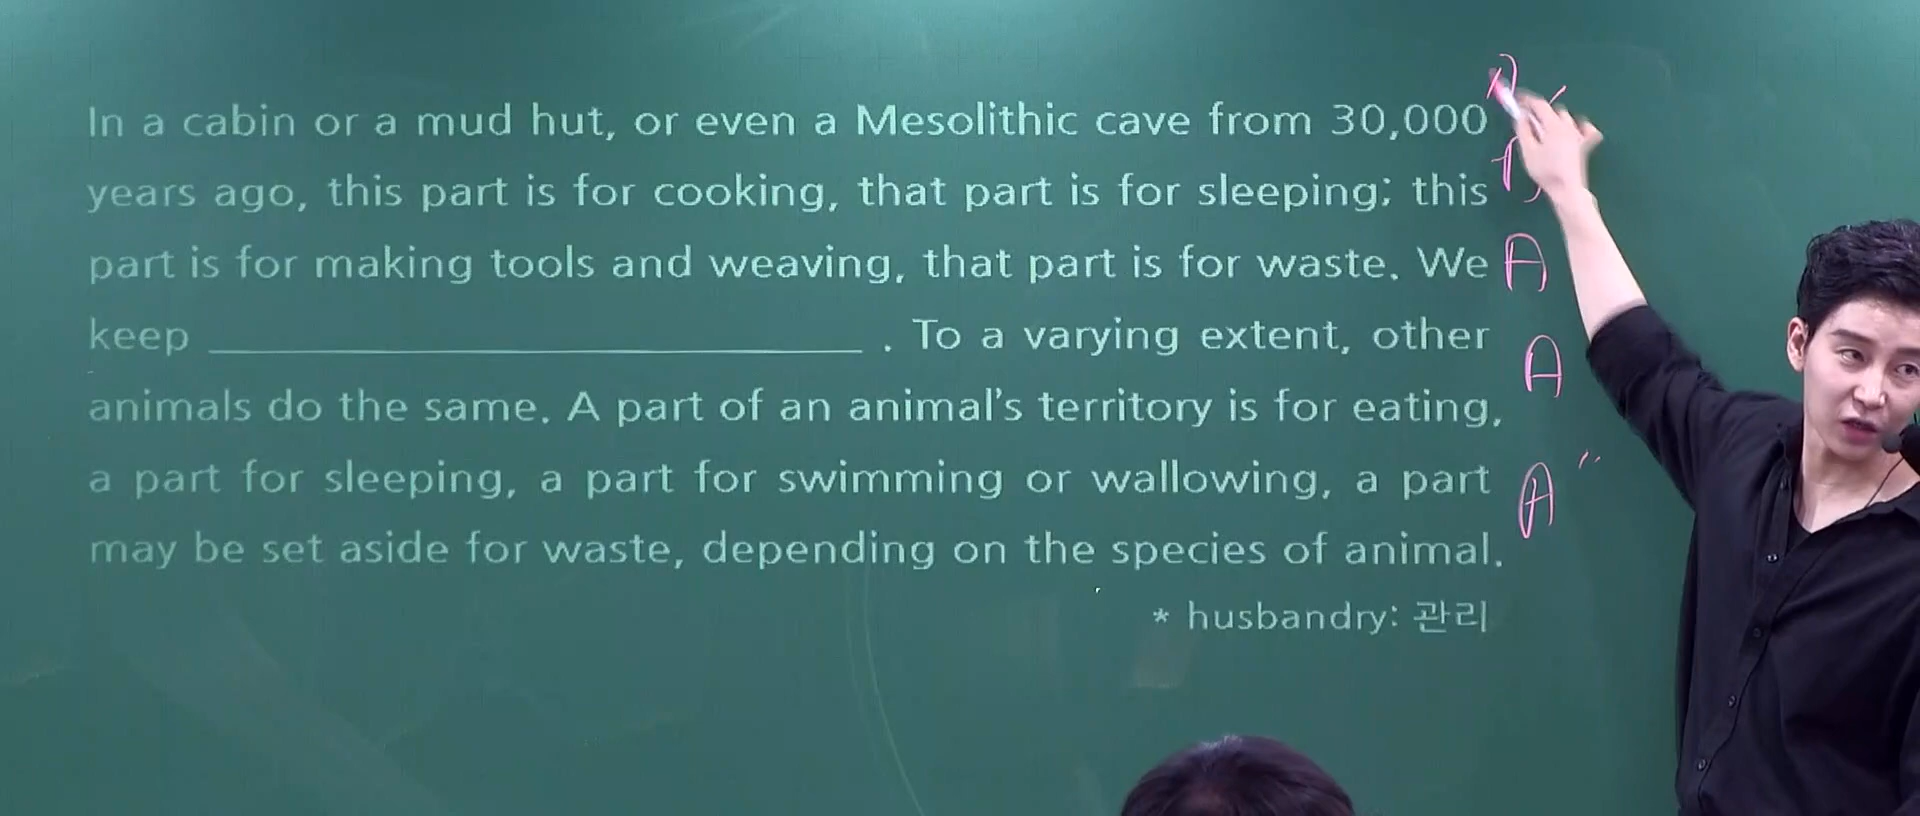 In a cabin or a mud hut, or even a Mesolithic cave from 30,000
years ago, this part is for cooking, that part is for sleeping; this
part is for making tools and weaving, that part is for waste. We
keep ____________________ . To a varying extent, other
animals do the same. A part of an animal's territory is for eating,
a part for sleeping, a part for swimming or wallowing, a part
may be set aside for waste, depending on the species of animal.
* husbandry: 관리
A
A
A"